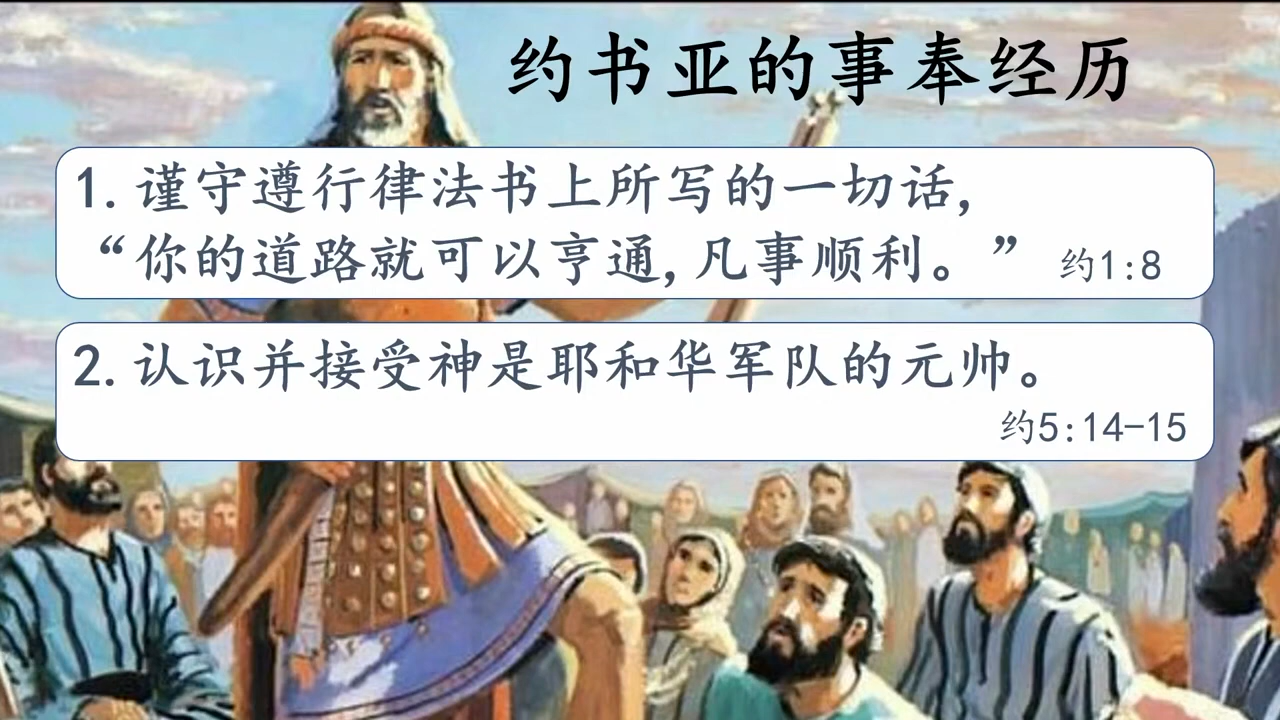 约书亚的事奉经历
1.谨守遵行律法书上所写的一切话,
“你的道路就可以亨通,凡事顺利。” 约1:8
2.认识并接受神是耶和华军队的元帅。
约5:14-15